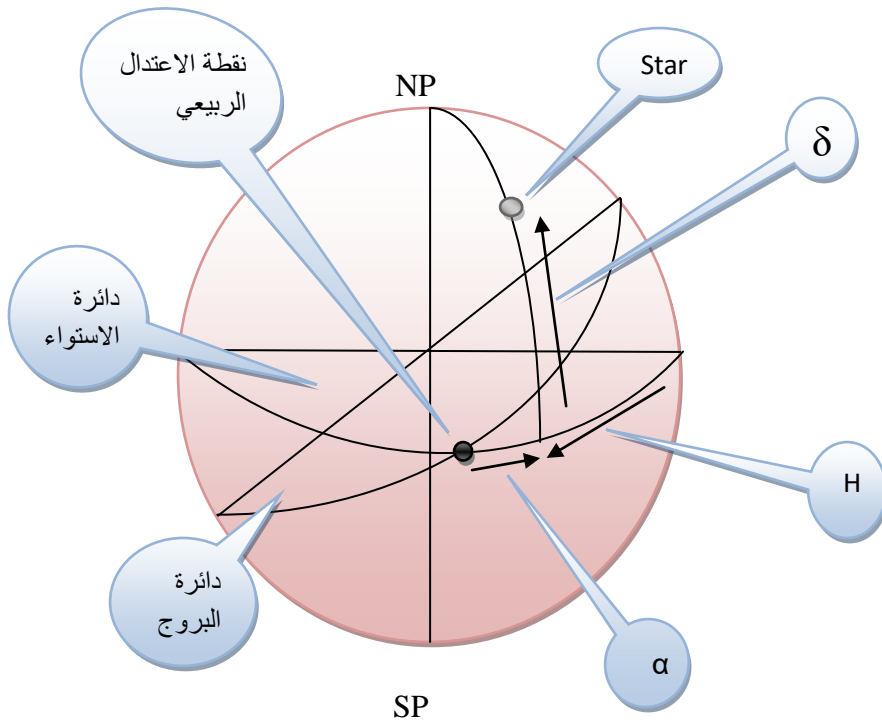 نقطة الاعتدال
الربيعي
NP
Star
δ
دائرة
الاستواء
H
دائرة
البروج
α
SP